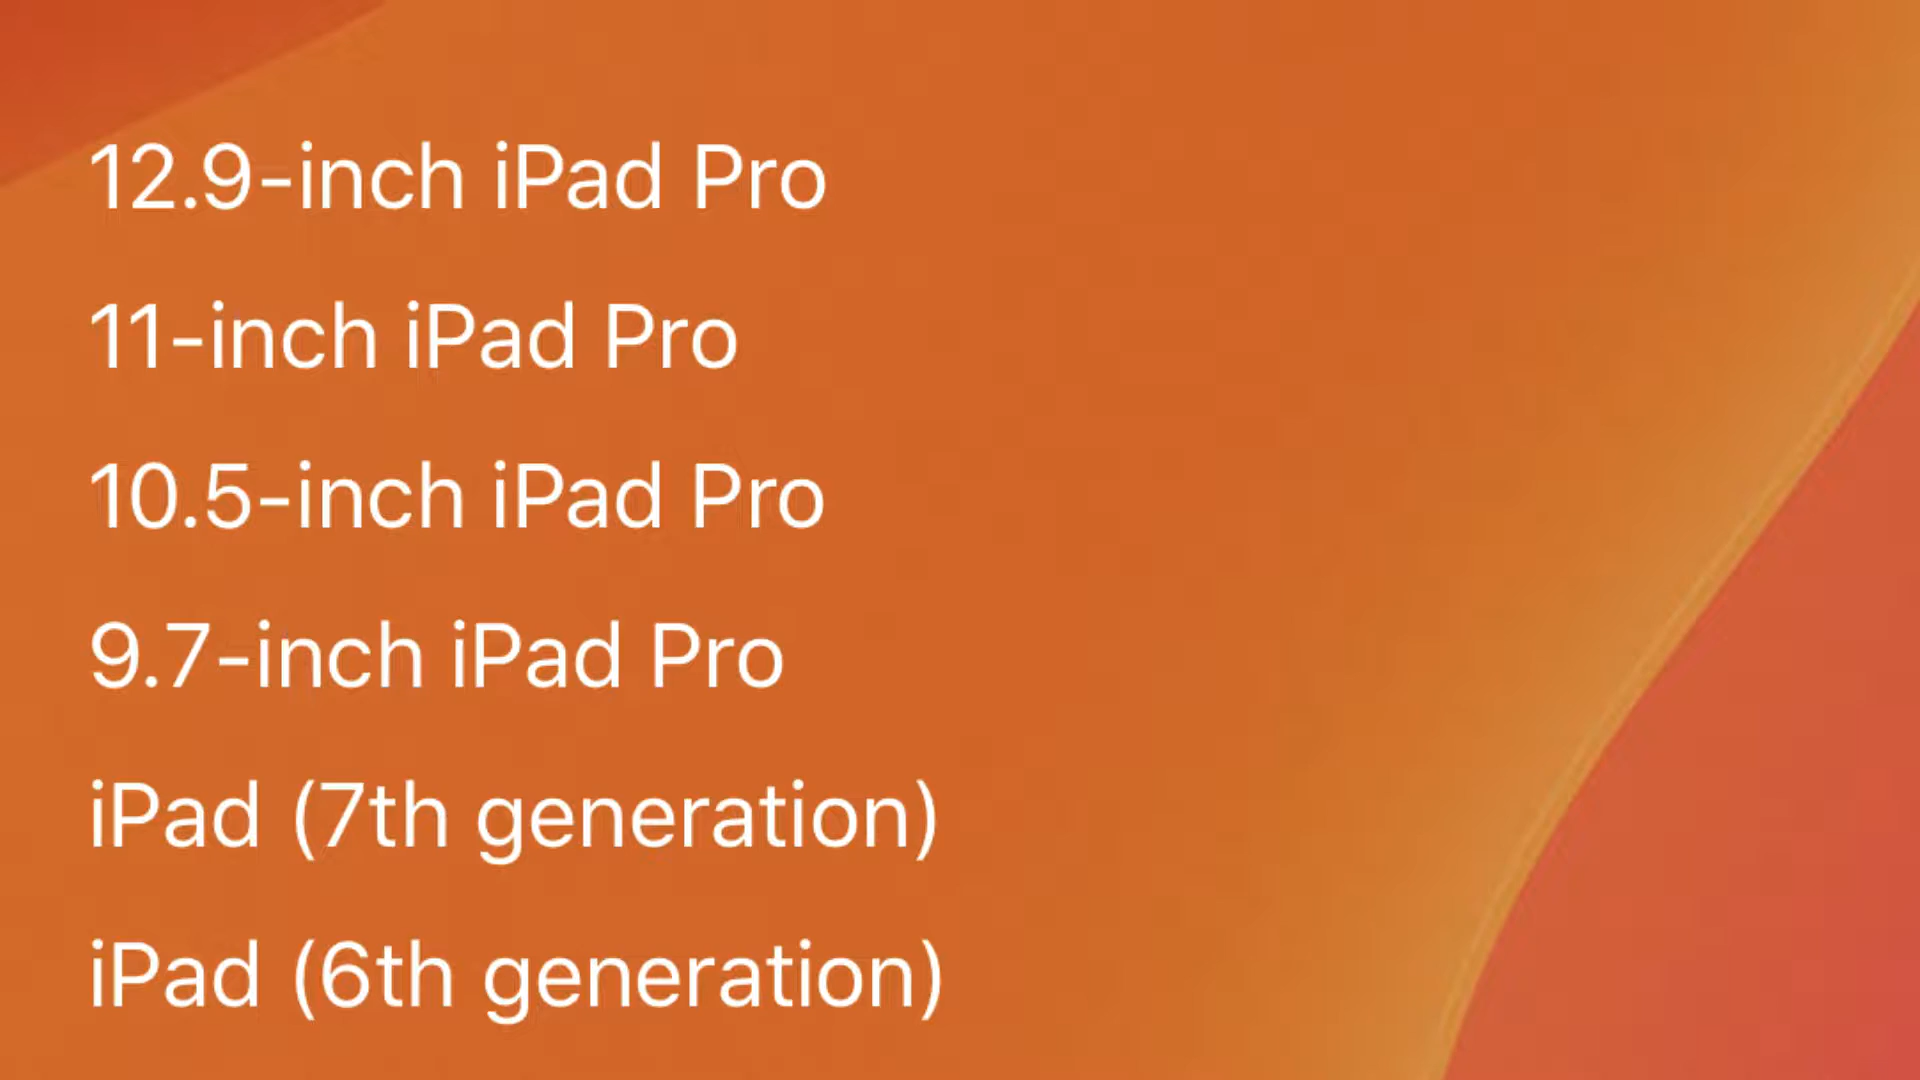 12.9-inch iPad Pro
11-inch iPad Pro
10.5-inch iPad Pro
9.7-inch iPad Pro
iPad (7th generation)
iPad (6th generation)